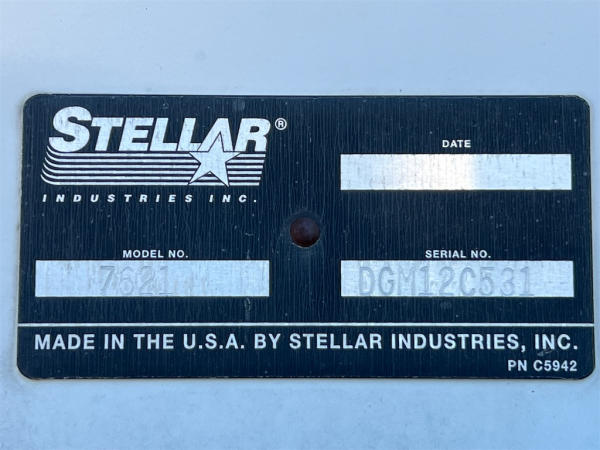 STELLAR®
INDUSTRIES INC.
DATE
MODEL NO.
7621
SERIAL NO.
DGM12C531
MADE IN THE U.S.A. BY STELLAR INDUSTRIES, INC.
PN C5942